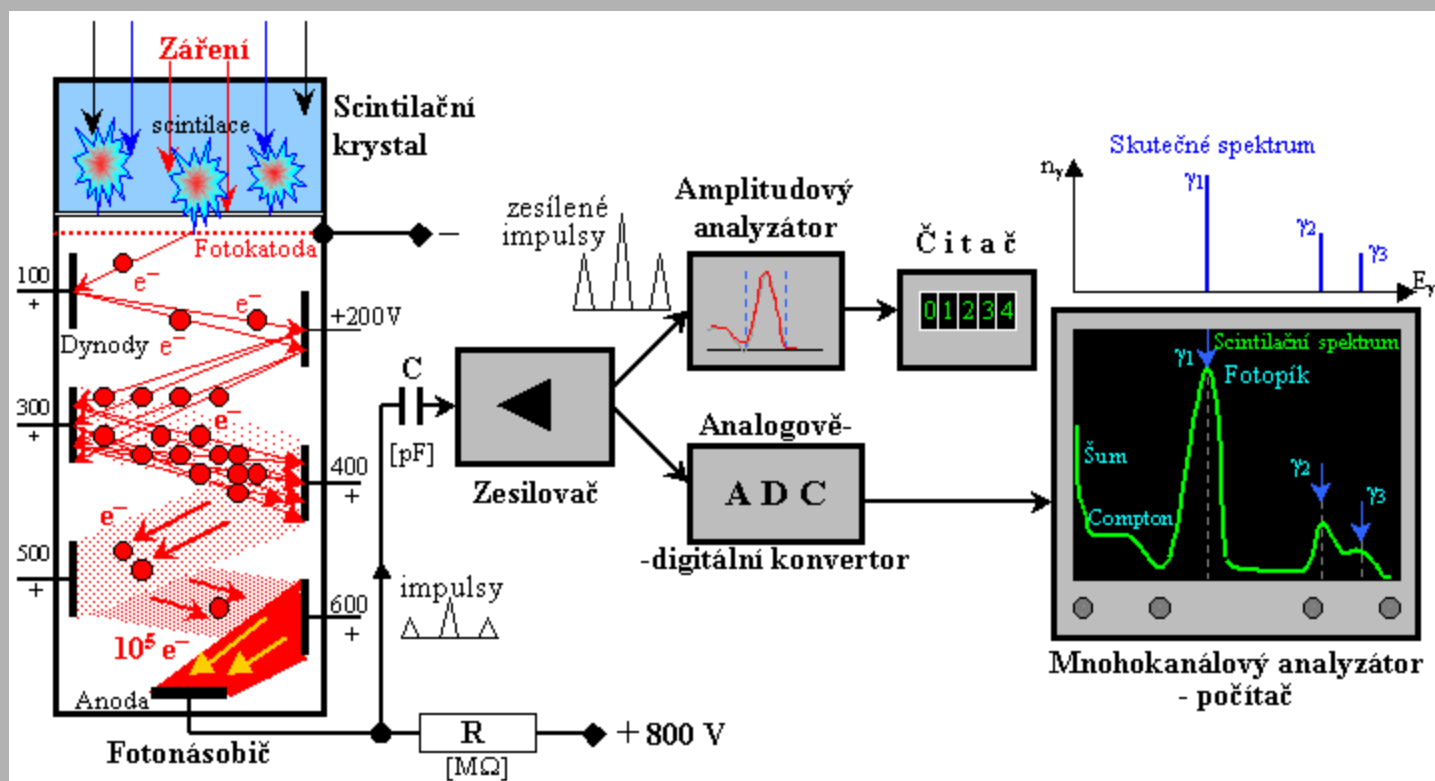 Záření
scintilace
Scintilační
krystal
Fotokatoda
–
e⁻
100
+
e⁻
e⁻
+200V
Dynody
300
+
e⁻
400
+
e⁻
500
+
600
+
10⁵ e⁻
Anoda
Fotonásobič
impulsy
R
[MΩ]
+ 800 V
C
[pF]
Zesilovač
zesílené
impulsy
Amplitudový
analyzátor
Čitač
01234
Analogově-
ADC
-digitální konvertor
Skutečné spektrum
nγ
γ1
γ2
γ3
Eγ
Scintilační spektrum
γ1
Fotopík
Šum
γ2
γ3
Compton
Mnohokanálový analyzátor
- počítač